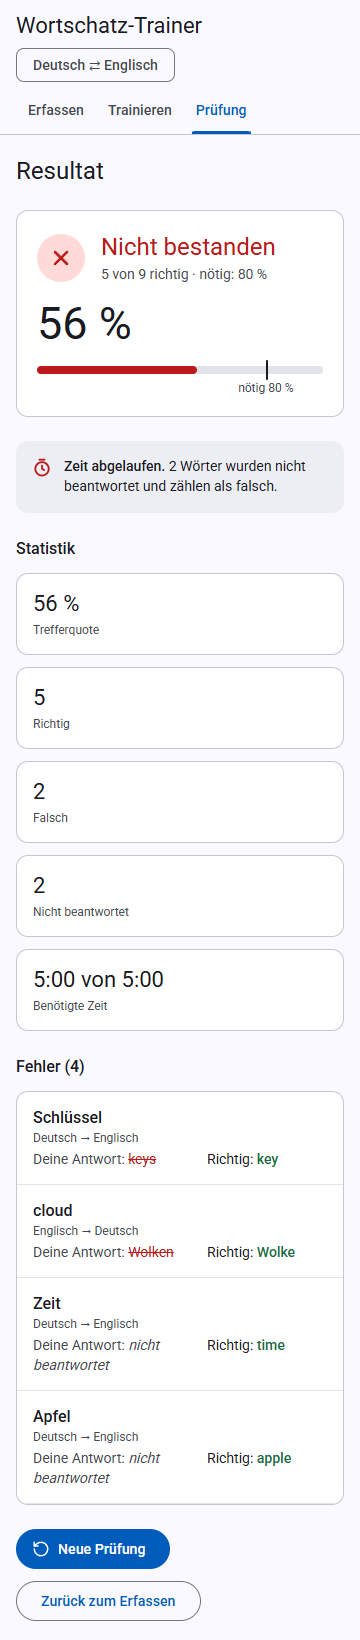 Wortschatz-Trainer
Deutsch ⇄ Englisch
Erfassen Trainieren Prüfung
Resultat
Nicht bestanden
5 von 9 richtig · nötig: 80 %
56 %
nötig 80 %
Zeit abgelaufen. 2 Wörter wurden nicht
beantwortet und zählen als falsch.
Statistik
56 %
Trefferquote
5
Richtig
2
Falsch
2
Nicht beantwortet
5:00 von 5:00
Benötigte Zeit
Fehler (4)
Schlüssel
Deutsch → Englisch
Deine Antwort: keys Richtig: key
cloud
Englisch → Deutsch
Deine Antwort: Wolken Richtig: Wolke
Zeit
Deutsch → Englisch
Deine Antwort: nicht Richtig: time
beantwortet
Apfel
Deutsch → Englisch
Deine Antwort: nicht Richtig: apple
beantwortet
Neue Prüfung
Zurück zum Erfassen